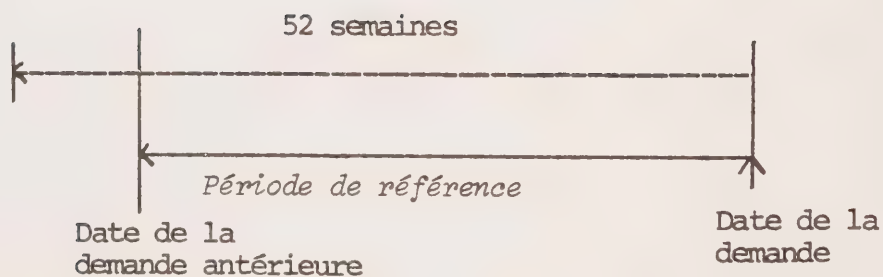 52 semaines
Période de référence
Date de la
demande antérieure
Date de la
demande